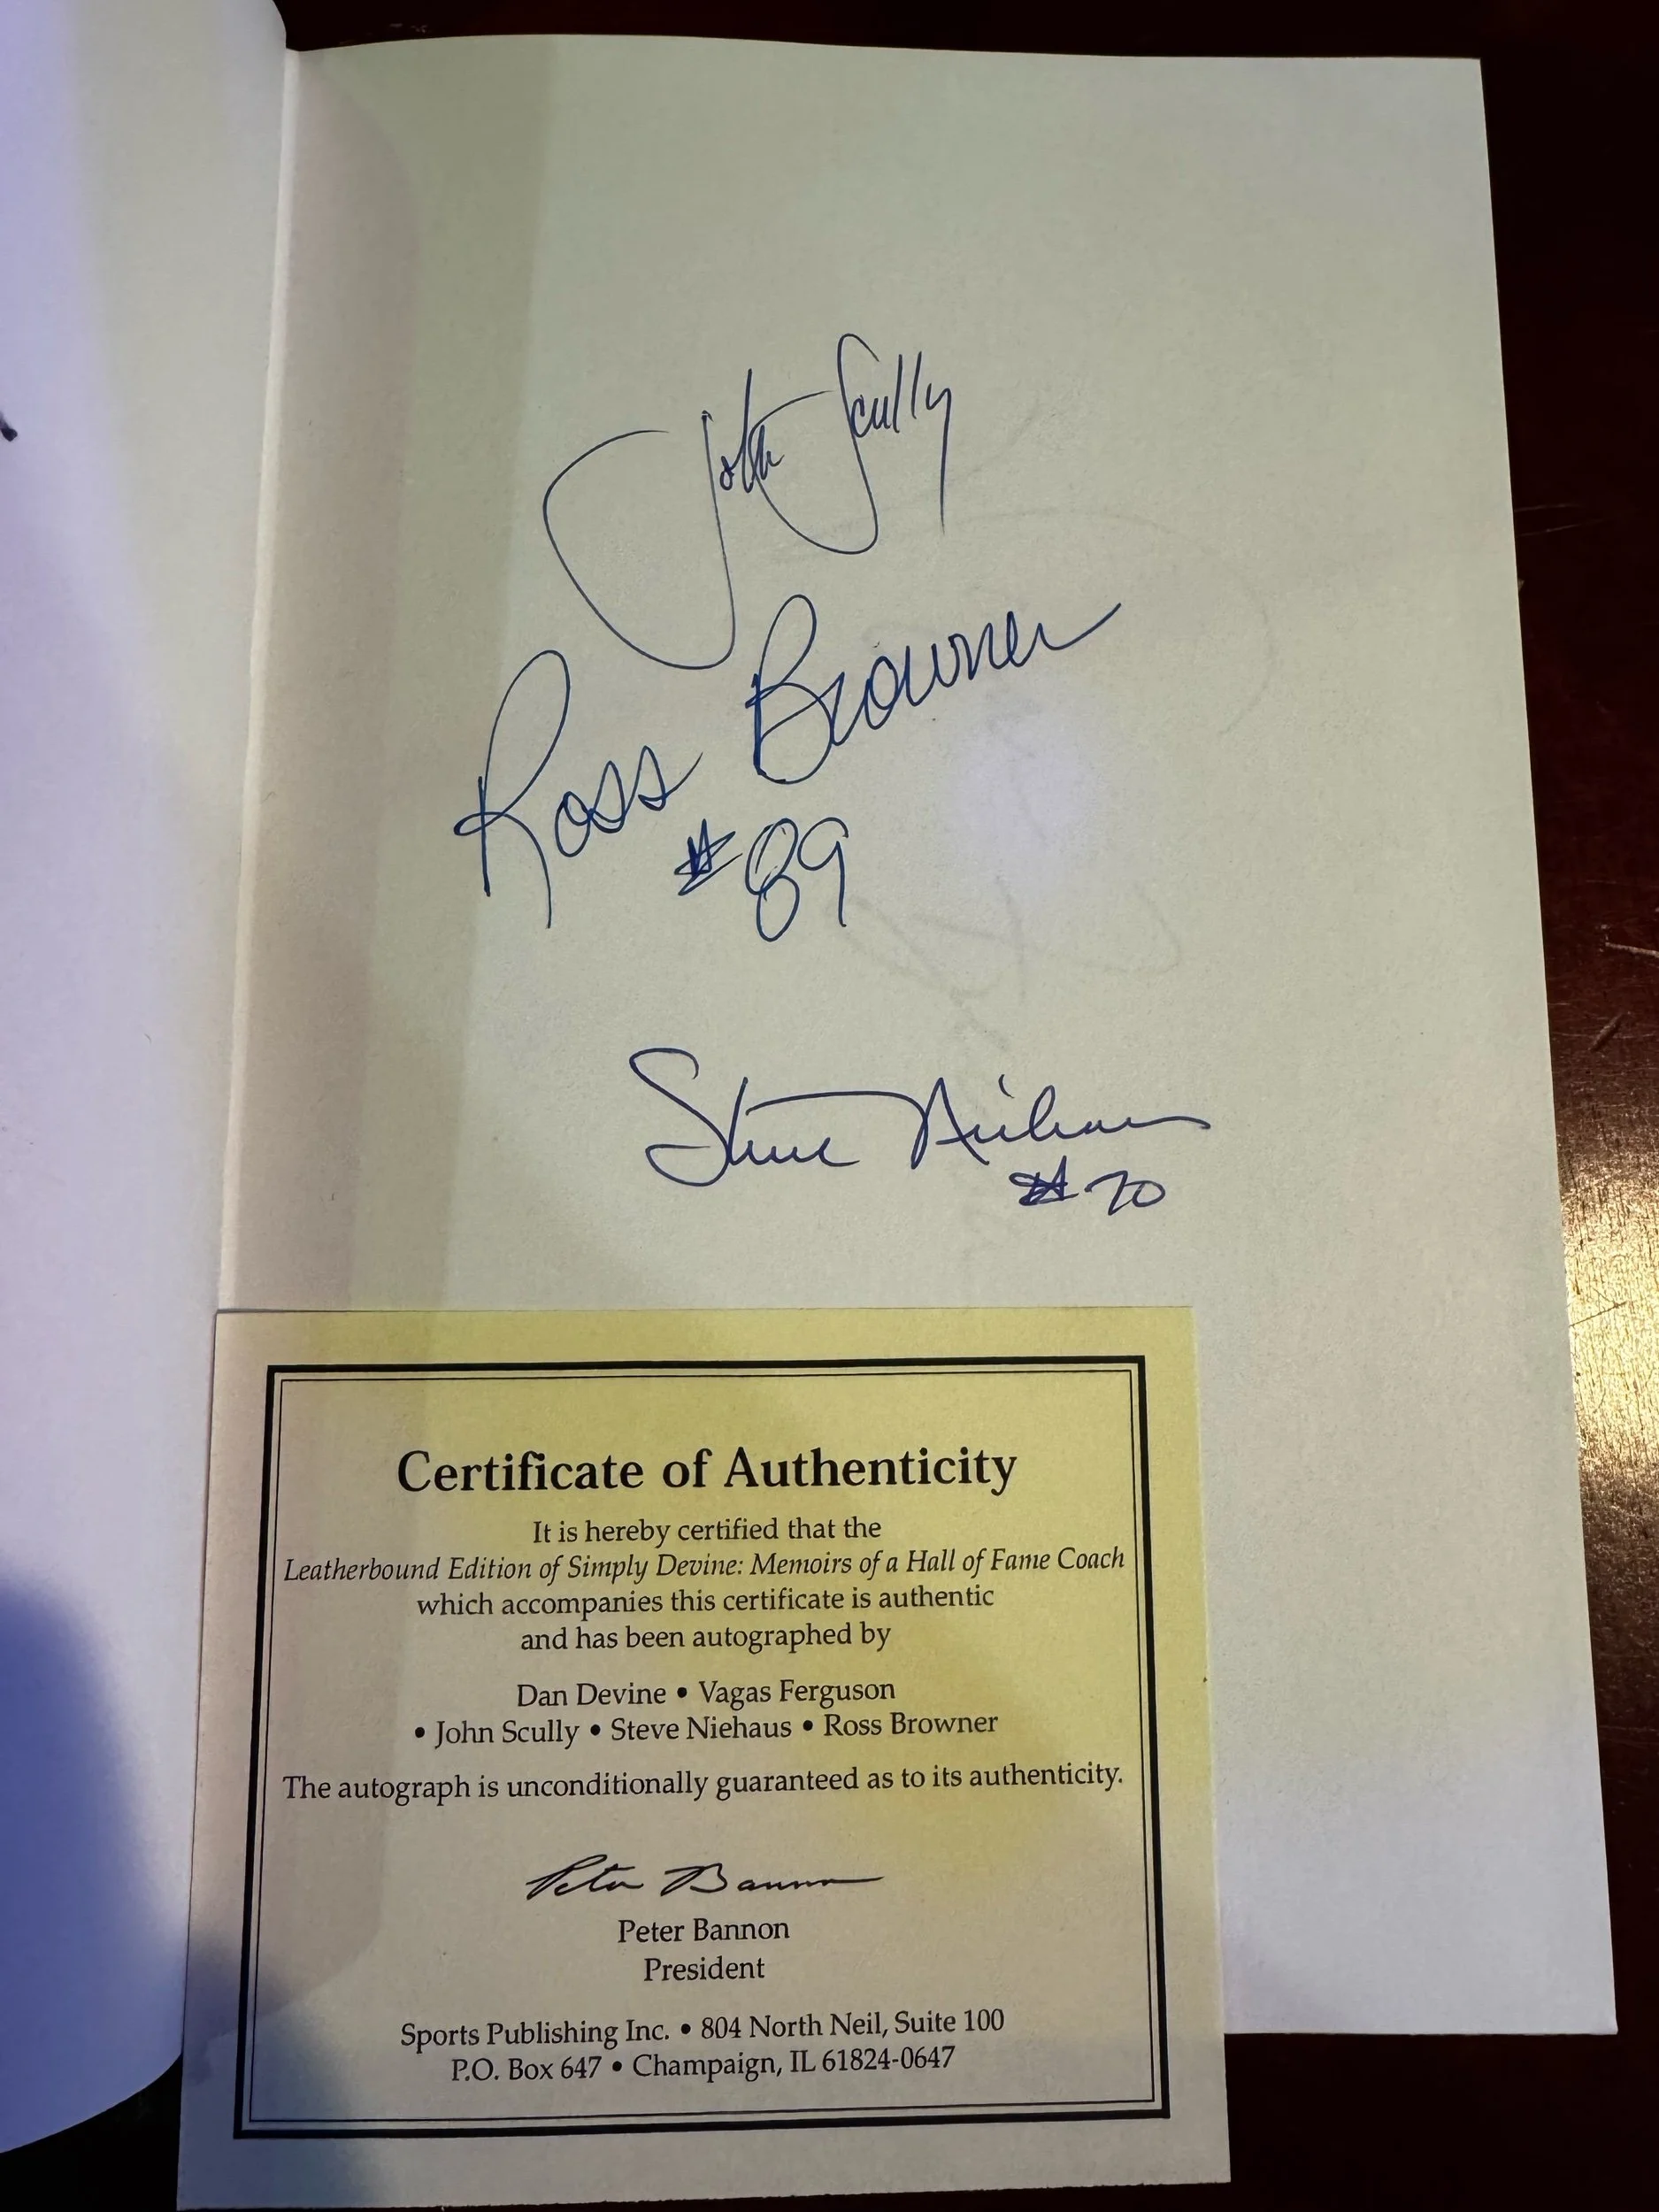 John Scully
Ross Browner
#89
Steve Niehaus
#70
Certificate of Authenticity
It is hereby certified that the
Leatherbound Edition of Simply Devine: Memoirs of a Hall of Fame Coach
which accompanies this certificate is authentic
and has been autographed by
Dan Devine • Vagas Ferguson
• John Scully • Steve Niehaus • Ross Browner
The autograph is unconditionally guaranteed as to its authenticity.
Peter Bannon
Peter Bannon
President
Sports Publishing Inc. • 804 North Neil, Suite 100
P.O. Box 647 • Champaign, IL 61824-0647